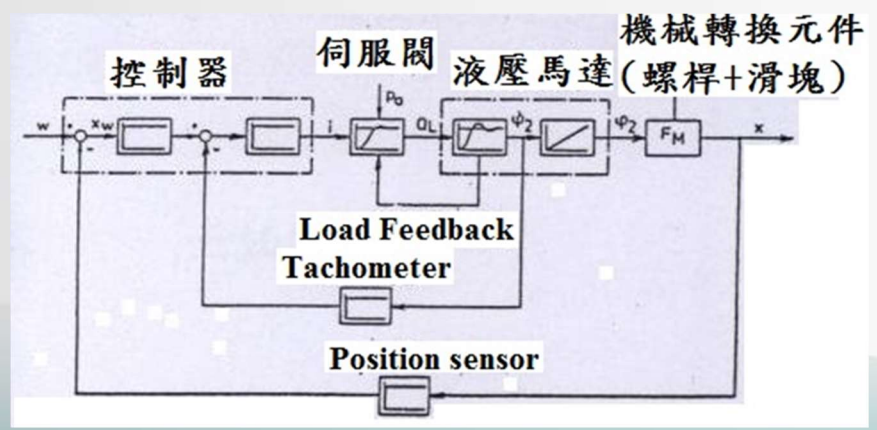 機械轉換元件
伺服閥
控制器
液壓馬達
(螺桿+滑塊)
w
xw
i
P0
QL
φ̇2
φ2
FM
x
Load Feedback
Tachometer
Position sensor